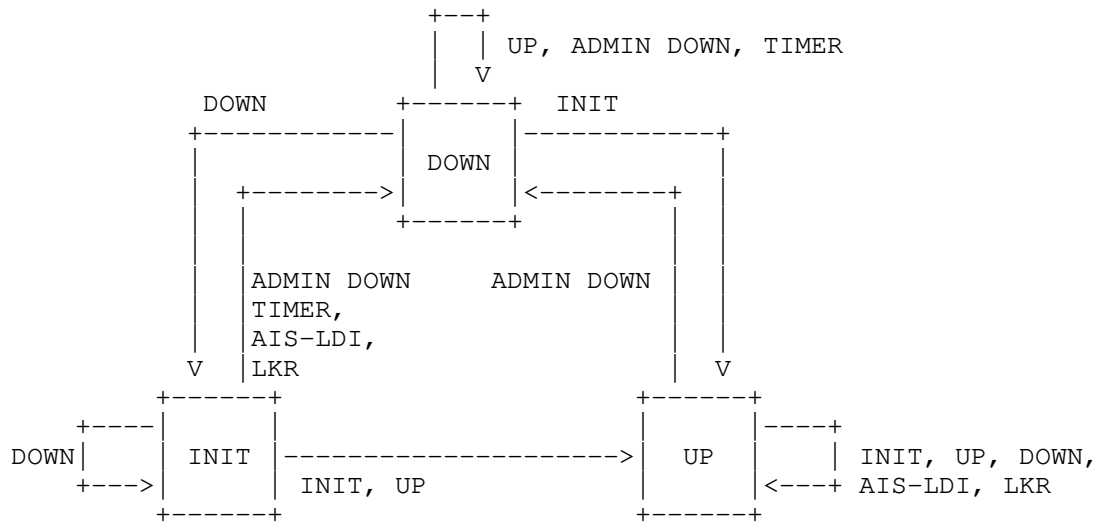 UP, ADMIN DOWN, TIMER
DOWN INIT
DOWN
ADMIN DOWN ADMIN DOWN
TIMER,
AIS-LDI,
LKR
DOWN INIT UP INIT, UP, DOWN,
INIT, UP AIS-LDI, LKR